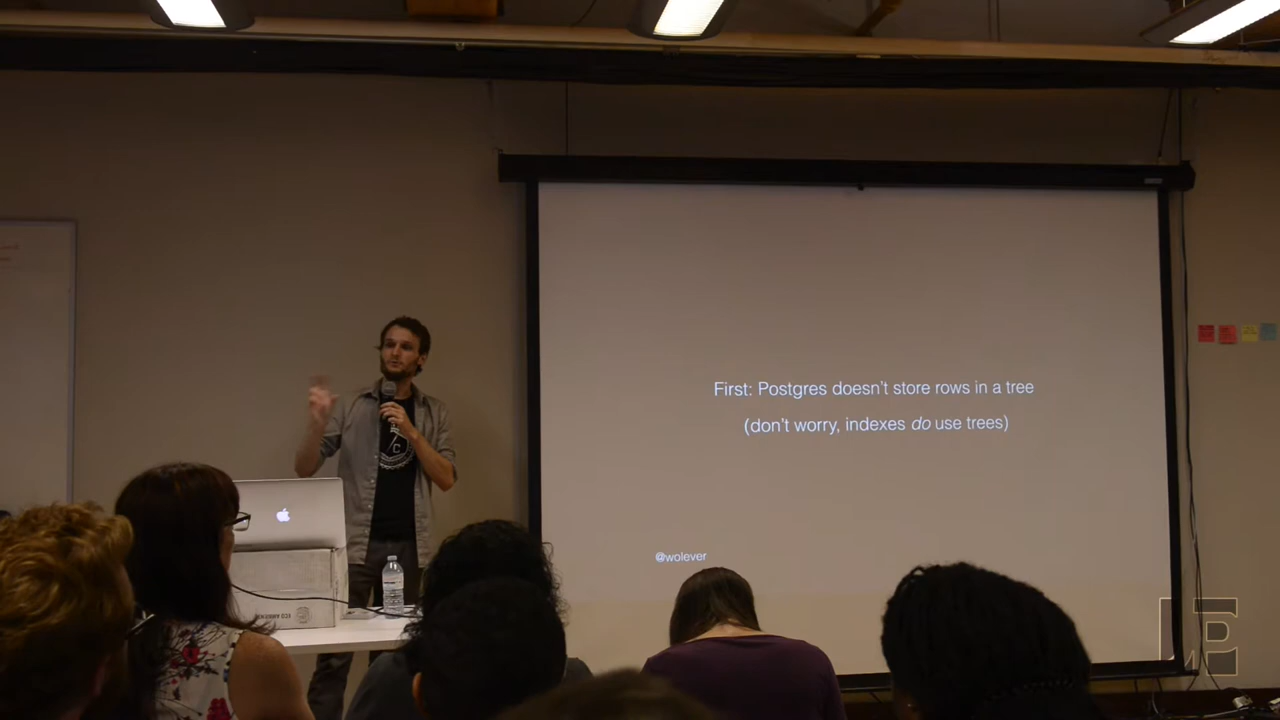 First: Postgres doesn't store rows in a tree
(don't worry, indexes do use trees)
@wolever